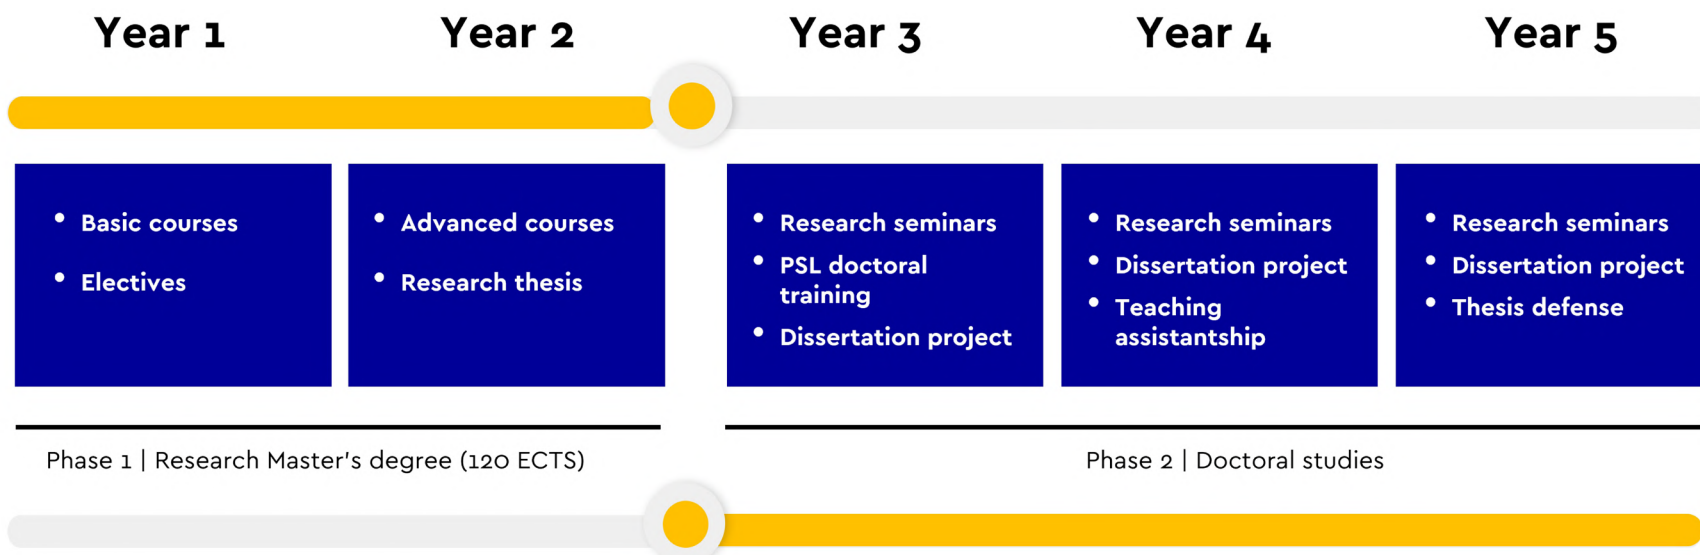 Year 1
Year 2
Year 3
Year 4
Year 5
• Basic courses
• Electives
• Advanced courses
• Research thesis
• Research seminars
• PSL doctoral
training
• Dissertation project
• Research seminars
• Dissertation project
• Teaching
assistantship
• Research seminars
• Dissertation project
• Thesis defense
Phase 1 | Research Master's degree (120 ECTS)
Phase 2 | Doctoral studies